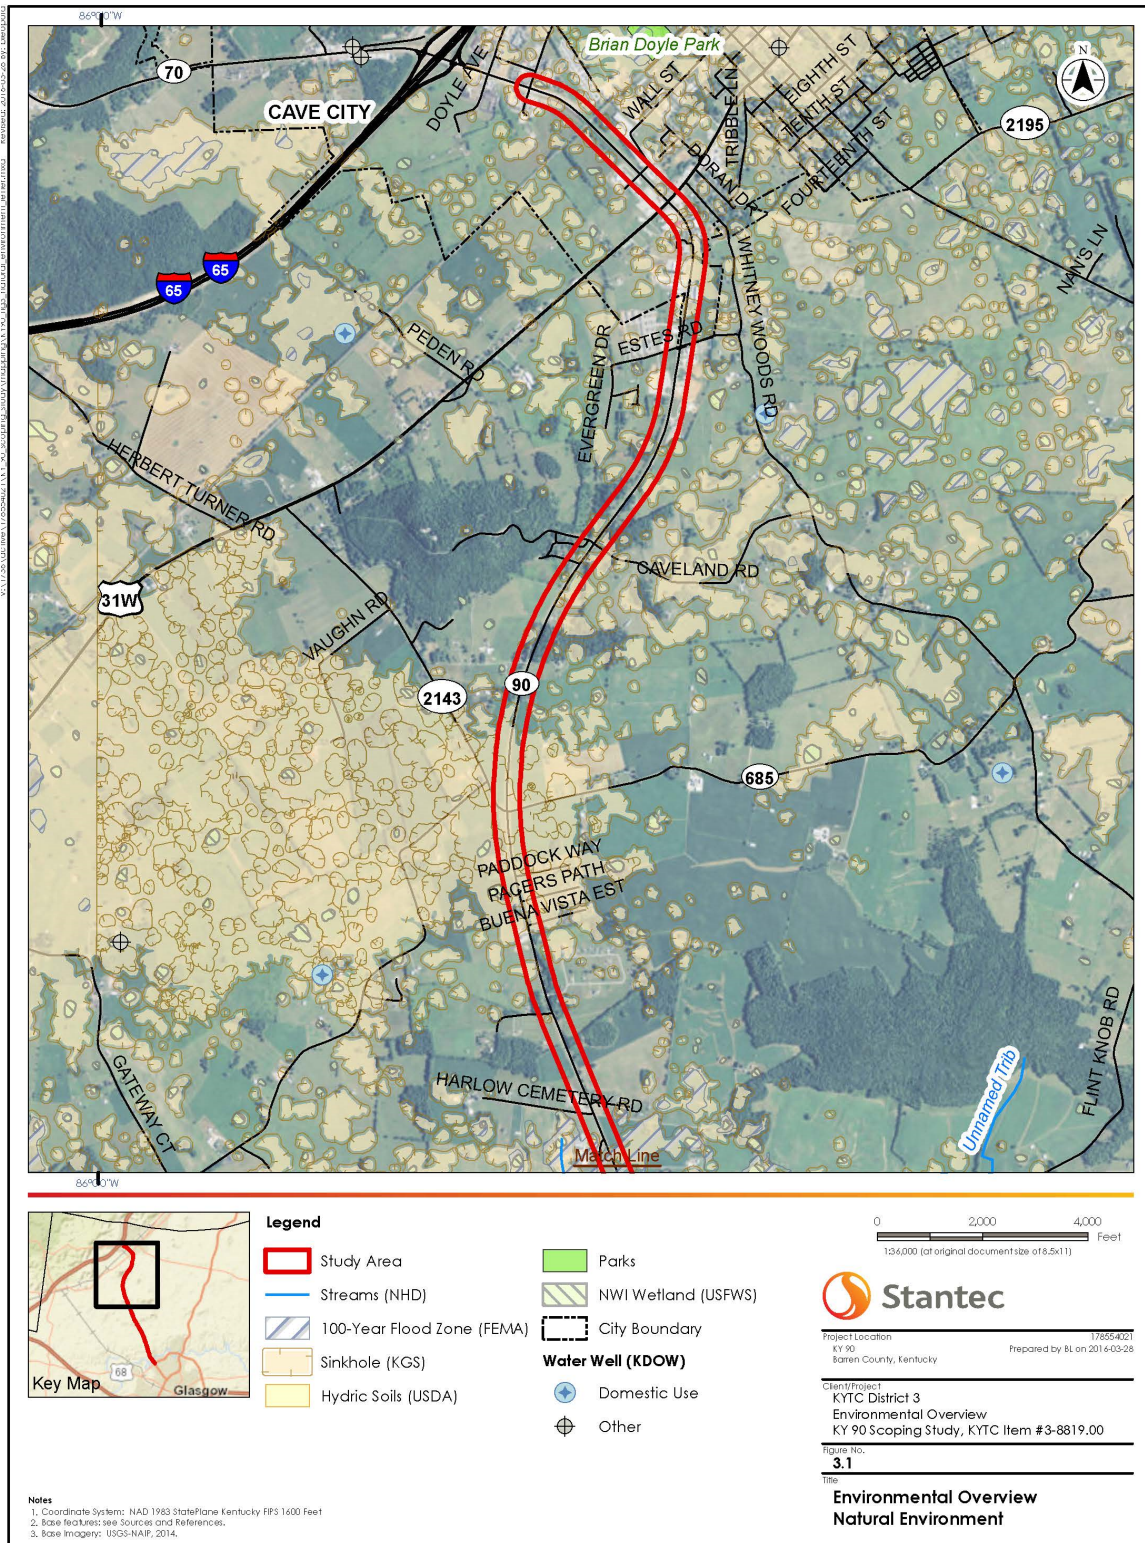 86°0'0"W
Brian Doyle Park
N
70
CAVE CITY
DOYLE AVE
WALL ST
TRIBBLE LN
EIGHTH ST
TENTH ST
FOURTEENTH ST
2195
DORAN DR
65
65
WHITNEY WOODS RD
NAN'S LN
PEDEN RD
ESTES RD
EVERGREEN DR
HERBERT TURNER RD
CAVELAND RD
31W
VAUGHN RD
2143
90
685
PADDOCK WAY
PACERS PATH
BUENA VISTA EST
GATEWAY CT
HARLOW CEMETERY RD
Unnamed Trib
FLINT KNOB RD
Match Line
86°0'0"W
Key Map
68
Glasgow
Legend
Study Area
Streams (NHD)
100-Year Flood Zone (FEMA)
Sinkhole (KGS)
Hydric Soils (USDA)
Parks
NWI Wetland (USFWS)
City Boundary
Water Well (KDOW)
Domestic Use
Other
0 2,000 4,000
Feet
1:36,000 (at original document size of 8.5x11)
Stantec
Project Location 178554021
KY 90 Prepared by BL on 2016-03-28
Barren County, Kentucky
Client/Project
KYTC District 3
Environmental Overview
KY 90 Scoping Study, KYTC Item #3-8819.00
Figure No.
3.1
Title
Environmental Overview
Natural Environment
Notes
1. Coordinate System: NAD 1983 StatePlane Kentucky FIPS 1600 Feet
2. Base features: see Sources and References.
3. Base Imagery: USGS-NAIP, 2014.